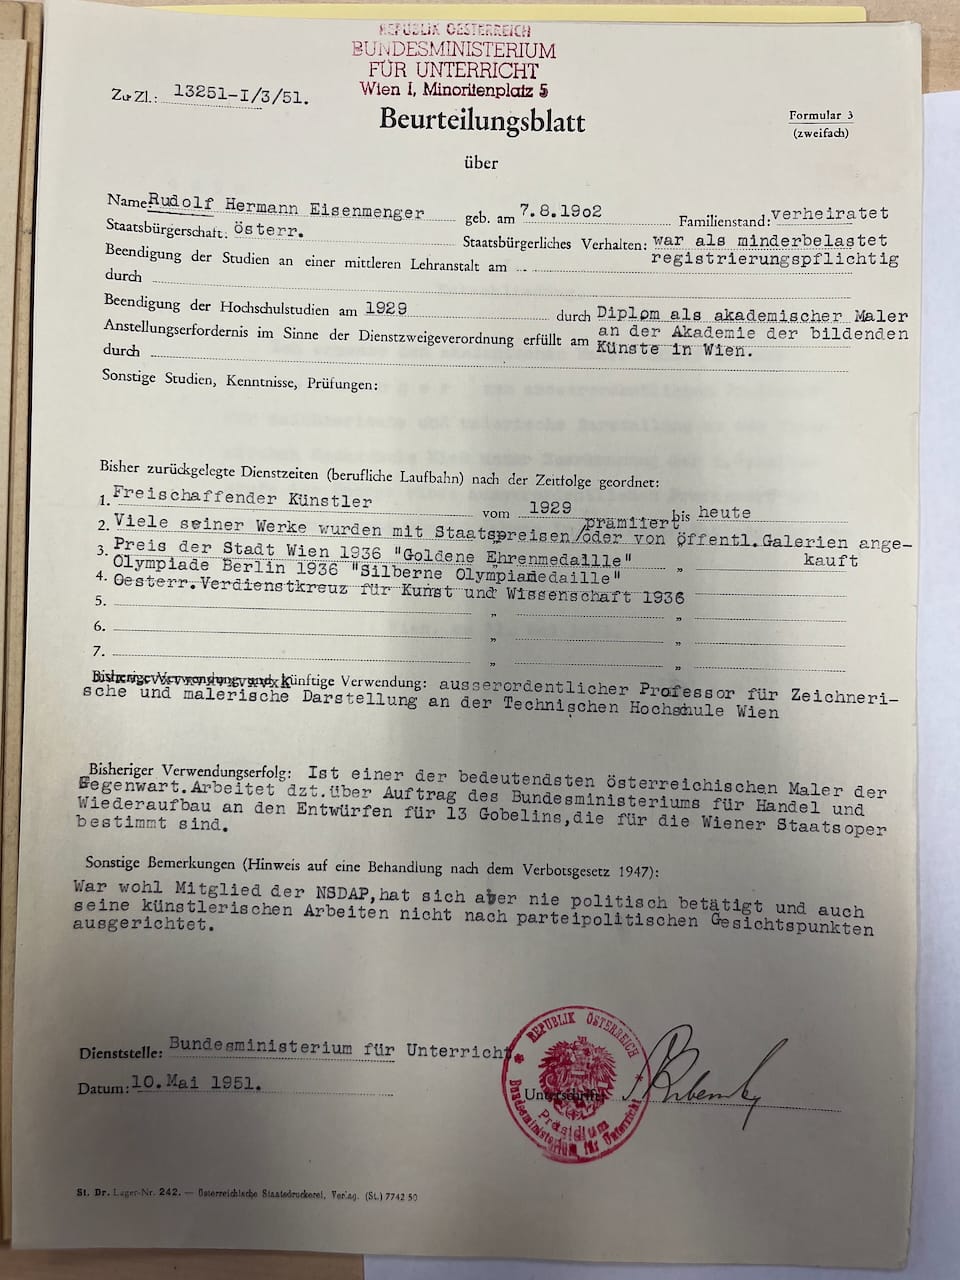 REPUBLIK OESTERREICH
BUNDESMINISTERIUM
FÜR UNTERRICHT
Wien I, Minoritenplatz 5
Zu Zl.: 13251-I/3/51.
Beurteilungsblatt
Formular 3
(zweifach)
über
Name Rudolf Hermann Eisenmenger geb. am 7.8.19o2 Familienstand: verheiratet
Staatsbürgerschaft: österr. Staatsbürgerliches Verhalten: war als minderbelastet
registrierungspflichtig
Beendigung der Studien an einer mittleren Lehranstalt am
durch
Beendigung der Hochschulstudien am 1929 durch Diplom als akademischer Maler
Anstellungserfordernis im Sinne der Dienstzweigeverordnung erfüllt am an der Akademie der bildenden
durch Künste in Wien.
Sonstige Studien, Kenntnisse, Prüfungen:
Bisher zurückgelegte Dienstzeiten (berufliche Laufbahn) nach der Zeitfolge geordnet:
1. Freischaffender Künstler vom 1929 bis heute
prämiiert
2. Viele seiner Werke wurden mit Staatspreisen/oder von öffentl.Galerien ange-
3. Preis der Stadt Wien 1936 "Goldene Ehrenmedaille" „ kauft
Olympiade Berlin 1936 "Silberne Olympiamedaille"
4. Oesterr.Verdienstkreuz für Kunst und Wissenschaft 1936
5. „ „
6. „ „
7. „ „
Bisherige Verwendung und künftige Verwendung: ausserordentlicher Professor für Zeichneri-
sche und malerische Darstellung an der Technischen Hochschule Wien
Bisheriger Verwendungserfolg: Ist einer der bedeutendsten österreichischen Maler der
Gegenwart.Arbeitet dzt.über Auftrag des Bundesministeriums für Handel und
Wiederaufbau an den Entwürfen für 13 Gobelins,die für die Wiener Staatsoper
bestimmt sind.
Sonstige Bemerkungen (Hinweis auf eine Behandlung nach dem Verbotsgesetz 1947):
War wohl Mitglied der NSDAP,hat sich aber nie politisch betätigt und auch
seine künstlerischen Arbeiten nicht nach parteipolitischen Gesichtspunkten
ausgerichtet.
Dienststelle: Bundesministerium für Unterricht
Datum: 10.Mai 1951.
Unterschrift:
REPUBLIK ÖSTERREICH
Präsidium
Bundesministerium für Unterricht
St. Dr. Lager-Nr. 242. — Österreichische Staatsdruckerei, Verlag. (St.) 7742 50